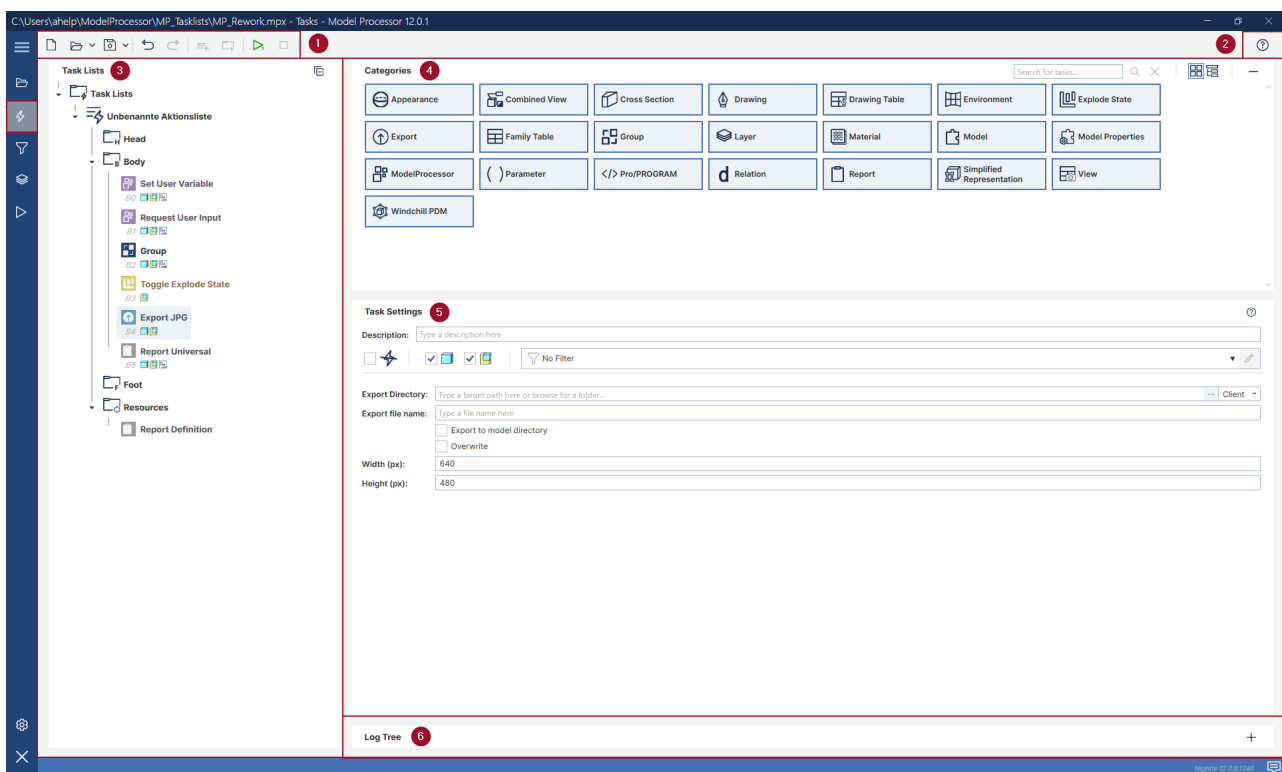 C:\Users\ahelp\ModelProcessor\MP_Tasklists\MP_Rework.mpx - Tasks - Model Processor 12.0.1
1
2
Task Lists 3
Task Lists
Unbenannte Aktionsliste
Head
Body
Set User Variable
B0
Request User Input
B1
Group
B2
Toggle Explode State
B3
Export JPG
B4
Report Universal
B5
Foot
Resources
Report Definition
Categories 4 Search for tasks...
Appearance Combined View Cross Section Drawing Drawing Table Environment Explode State
Export Family Table Group Layer Material Model Model Properties
ModelProcessor ( ) Parameter </> Pro/PROGRAM d Relation Report Simplified Representation View
Windchill PDM
Task Settings 5
Description: Type a description here
No Filter
Export Directory: Type a target path here or browse for a folder... ... Client
Export file name: Type a file name here
Export to model directory
Overwrite
Width (px): 640
Height (px): 480
Log Tree 6
Nightly 12.0.0.1240